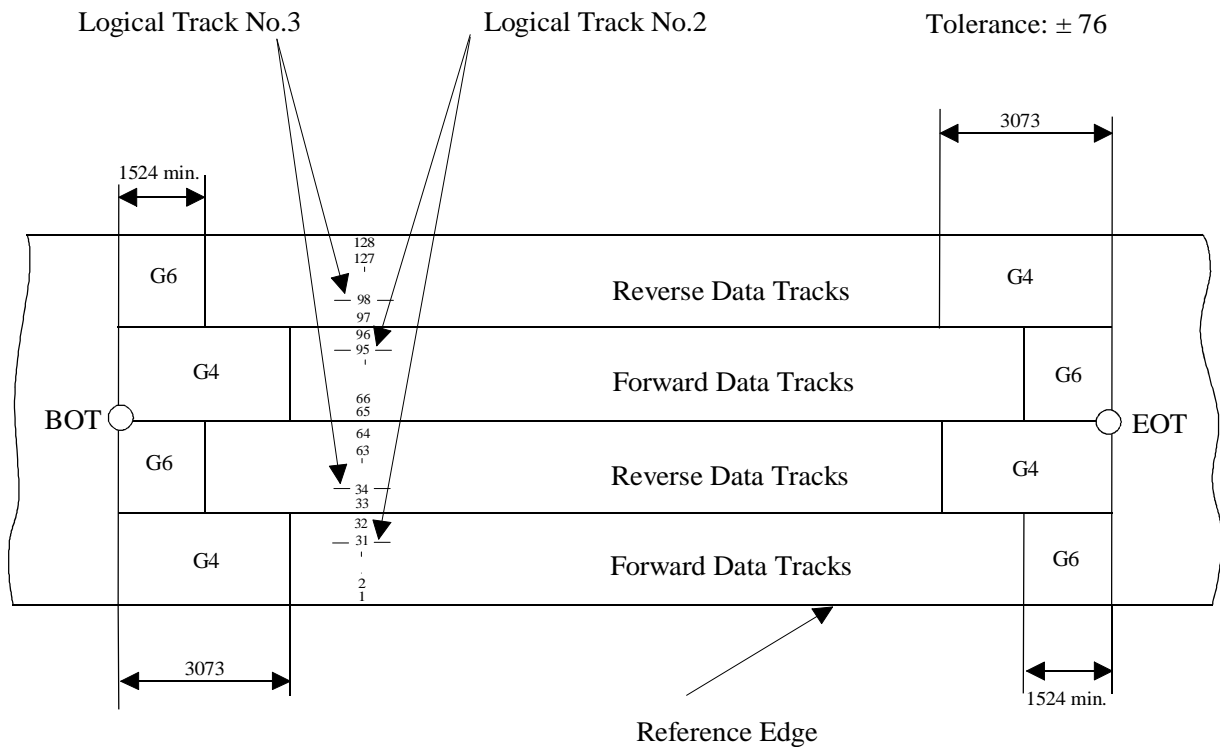 Logical Track No.3
Logical Track No.2
Tolerance: ± 76
3073
1524 min.
128
127
G6
Reverse Data Tracks
G4
98
97
96
95
G4
Forward Data Tracks
G6
66
65
BOT
EOT
64
63
G6
Reverse Data Tracks
G4
34
33
32
31
G4
Forward Data Tracks
G6
2
1
3073
1524 min.
Reference Edge